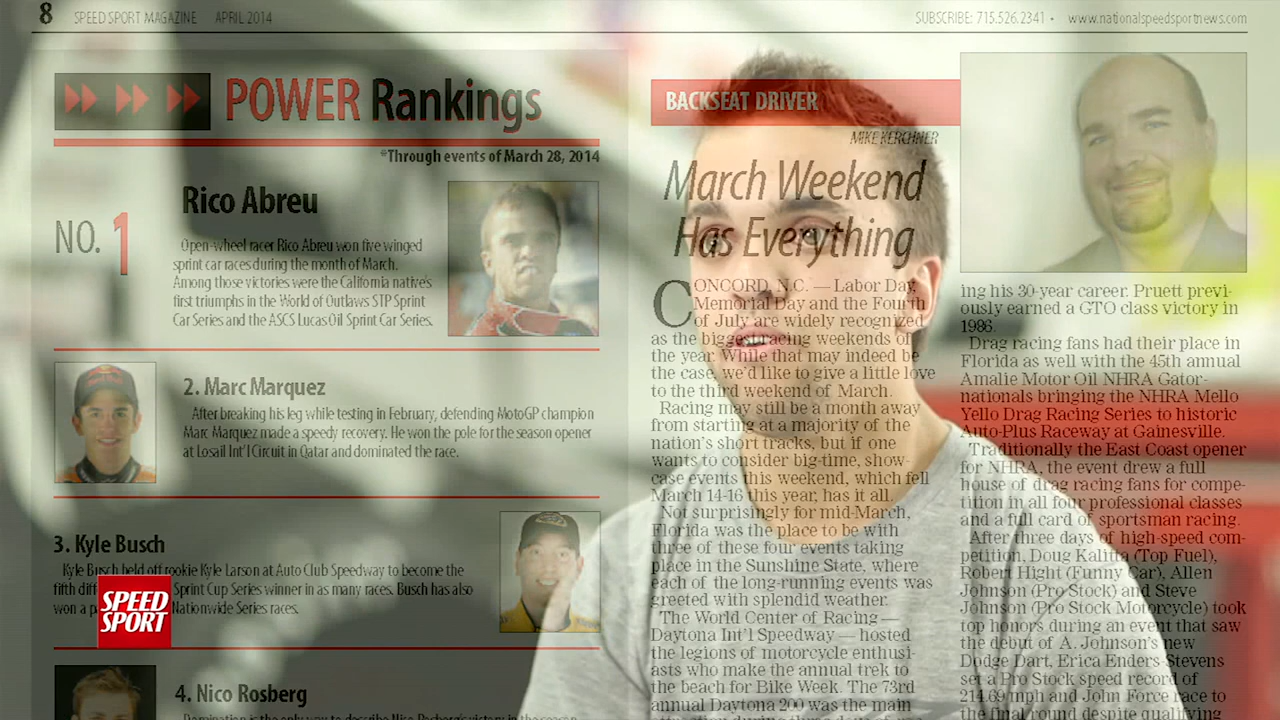 8 SPEED SPORT MAGAZINE APRIL 2014
SUBSCRIBE: 715.526.2341 • www.nationalspeedsportnews.com
POWER Rankings
*Through events of March 28, 2014
NO. 1
Rico Abreu
Open-wheel racer Rico Abreu won five winged
sprint car races during the month of March.
Among those victories were the California native's
first triumphs in the World of Outlaws STP Sprint
Car Series and the ASCS Lucas Oil Sprint Car Series.
2. Marc Marquez
After breaking his leg while testing in February, defending MotoGP champion
Marc Marquez made a speedy recovery. He won the pole for the season opener
at Losail Int'l Circuit in Qatar and dominated the race.
3. Kyle Busch
Kyle Busch held off rookie Kyle Larson at Auto Club Speedway to become the
fifth Sprint Cup Series winner in as many races. Busch has also
won a Nationwide Series races.
SPEED
SPORT
4. Nico Rosberg
BACKSEAT DRIVER
MIKE KERCHNER
March Weekend
Has Everything
CONCORD, N.C. — Labor Day,
Memorial Day and the Fourth
of July are widely recognized
as the biggest racing weekends of
the year. While that may indeed be
the case, we'd like to give a little love
to the third weekend of March.
Racing may still be a month away
from starting at a majority of the
nation's short tracks, but if one
wants to consider big-time, show-
case events this weekend, which fell
March 14-16 this year, has it all.
Not surprisingly for mid-March,
Florida was the place to be with
three of these four events taking
place in the Sunshine State, where
each of the long-running events was
greeted with splendid weather.
The World Center of Racing —
Daytona Int'l Speedway — hosted
the legions of motorcycle enthusi-
asts who make the annual trek to
the beach for Bike Week. The 73rd
annual Daytona 200 was the main
ing his 30-year career. Pruett previ-
ously earned a GTO class victory in
1986.
Drag racing fans had their place in
Florida as well with the 45th annual
Amalie Motor Oil NHRA Gator-
nationals bringing the NHRA Mello
Yello Drag Racing Series to historic
Auto-Plus Raceway at Gainesville.
Traditionally the East Coast opener
for NHRA, the event drew a full
house of drag racing fans for compe-
tition in all four professional classes
and a full card of sportsman racing.
After three days of high-speed com-
petition, Doug Kalitta (Top Fuel),
Robert Hight (Funny Car), Allen
Johnson (Pro Stock) and Steve
Johnson (Pro Stock Motorcycle) took
top honors during an event that saw
the debut of A. Johnson's new
Dodge Dart, Erica Enders-Stevens
set a Pro Stock speed record of
214.69 mph and John Force race to
the final round despite qualifying